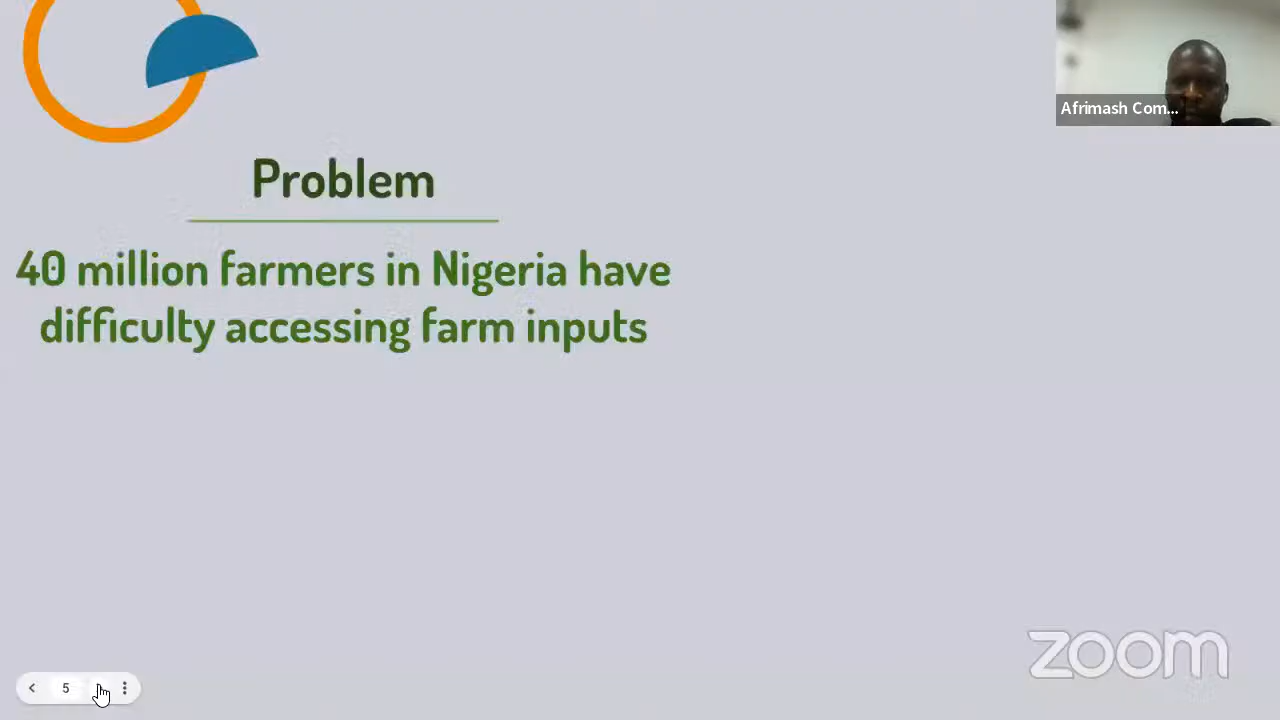 Afrimash Com...
Problem
40 million farmers in Nigeria have
difficulty accessing farm inputs
zoom
5